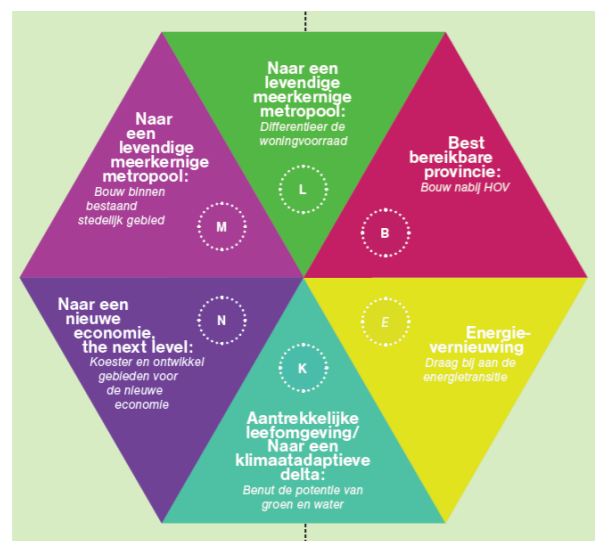 Naar een
levendige
meerkernige
metropool:
Differentieer de
woningvoorraad
L
Best
bereikbare
provincie:
Bouw nabij HOV
B
Energie-
vernieuwing
Draag bij aan de
energietransitie
E
Aantrekkelijke
leefomgeving/
Naar een
klimaatadaptieve
delta:
Benut de potentie van
groen en water
K
Naar een
nieuwe
economie,
the next level:
Koester en ontwikkel
gebieden voor
de nieuwe
economie
N
Naar
een
levendige
meerkernige
metropool:
Bouw binnen
bestaand
stedelijk gebied
M